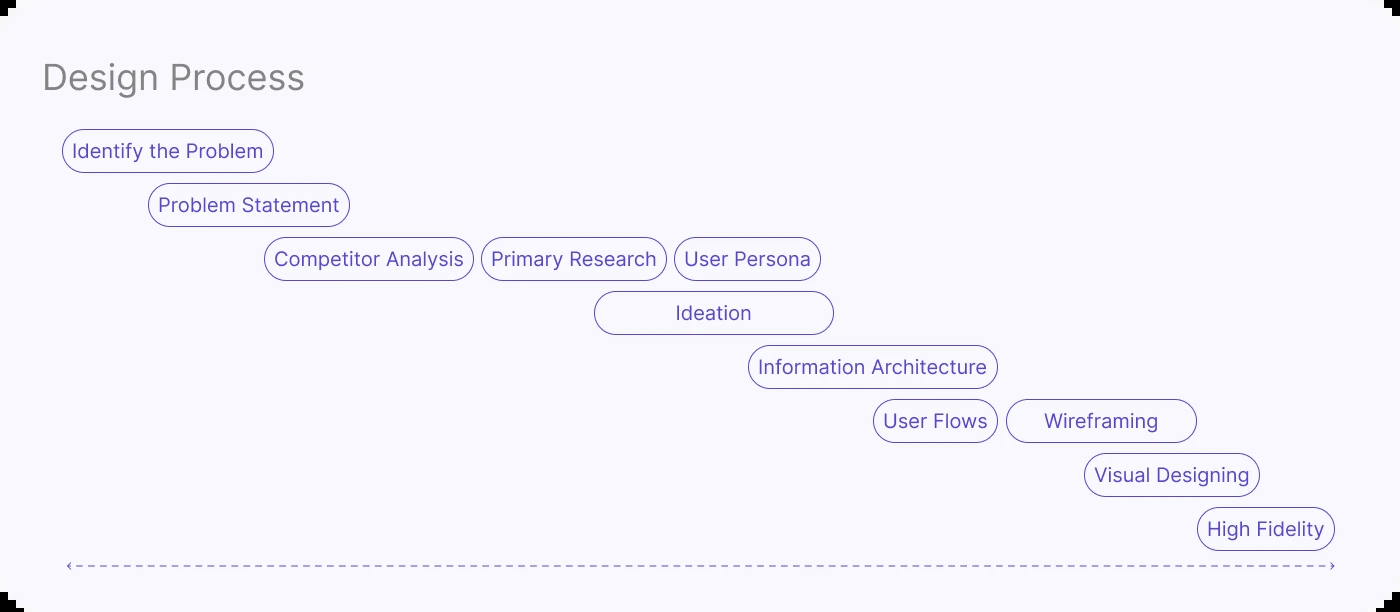 Design Process
Identify the Problem
Problem Statement
Competitor Analysis Primary Research User Persona
Ideation
Information Architecture
User Flows Wireframing
Visual Designing
High Fidelity